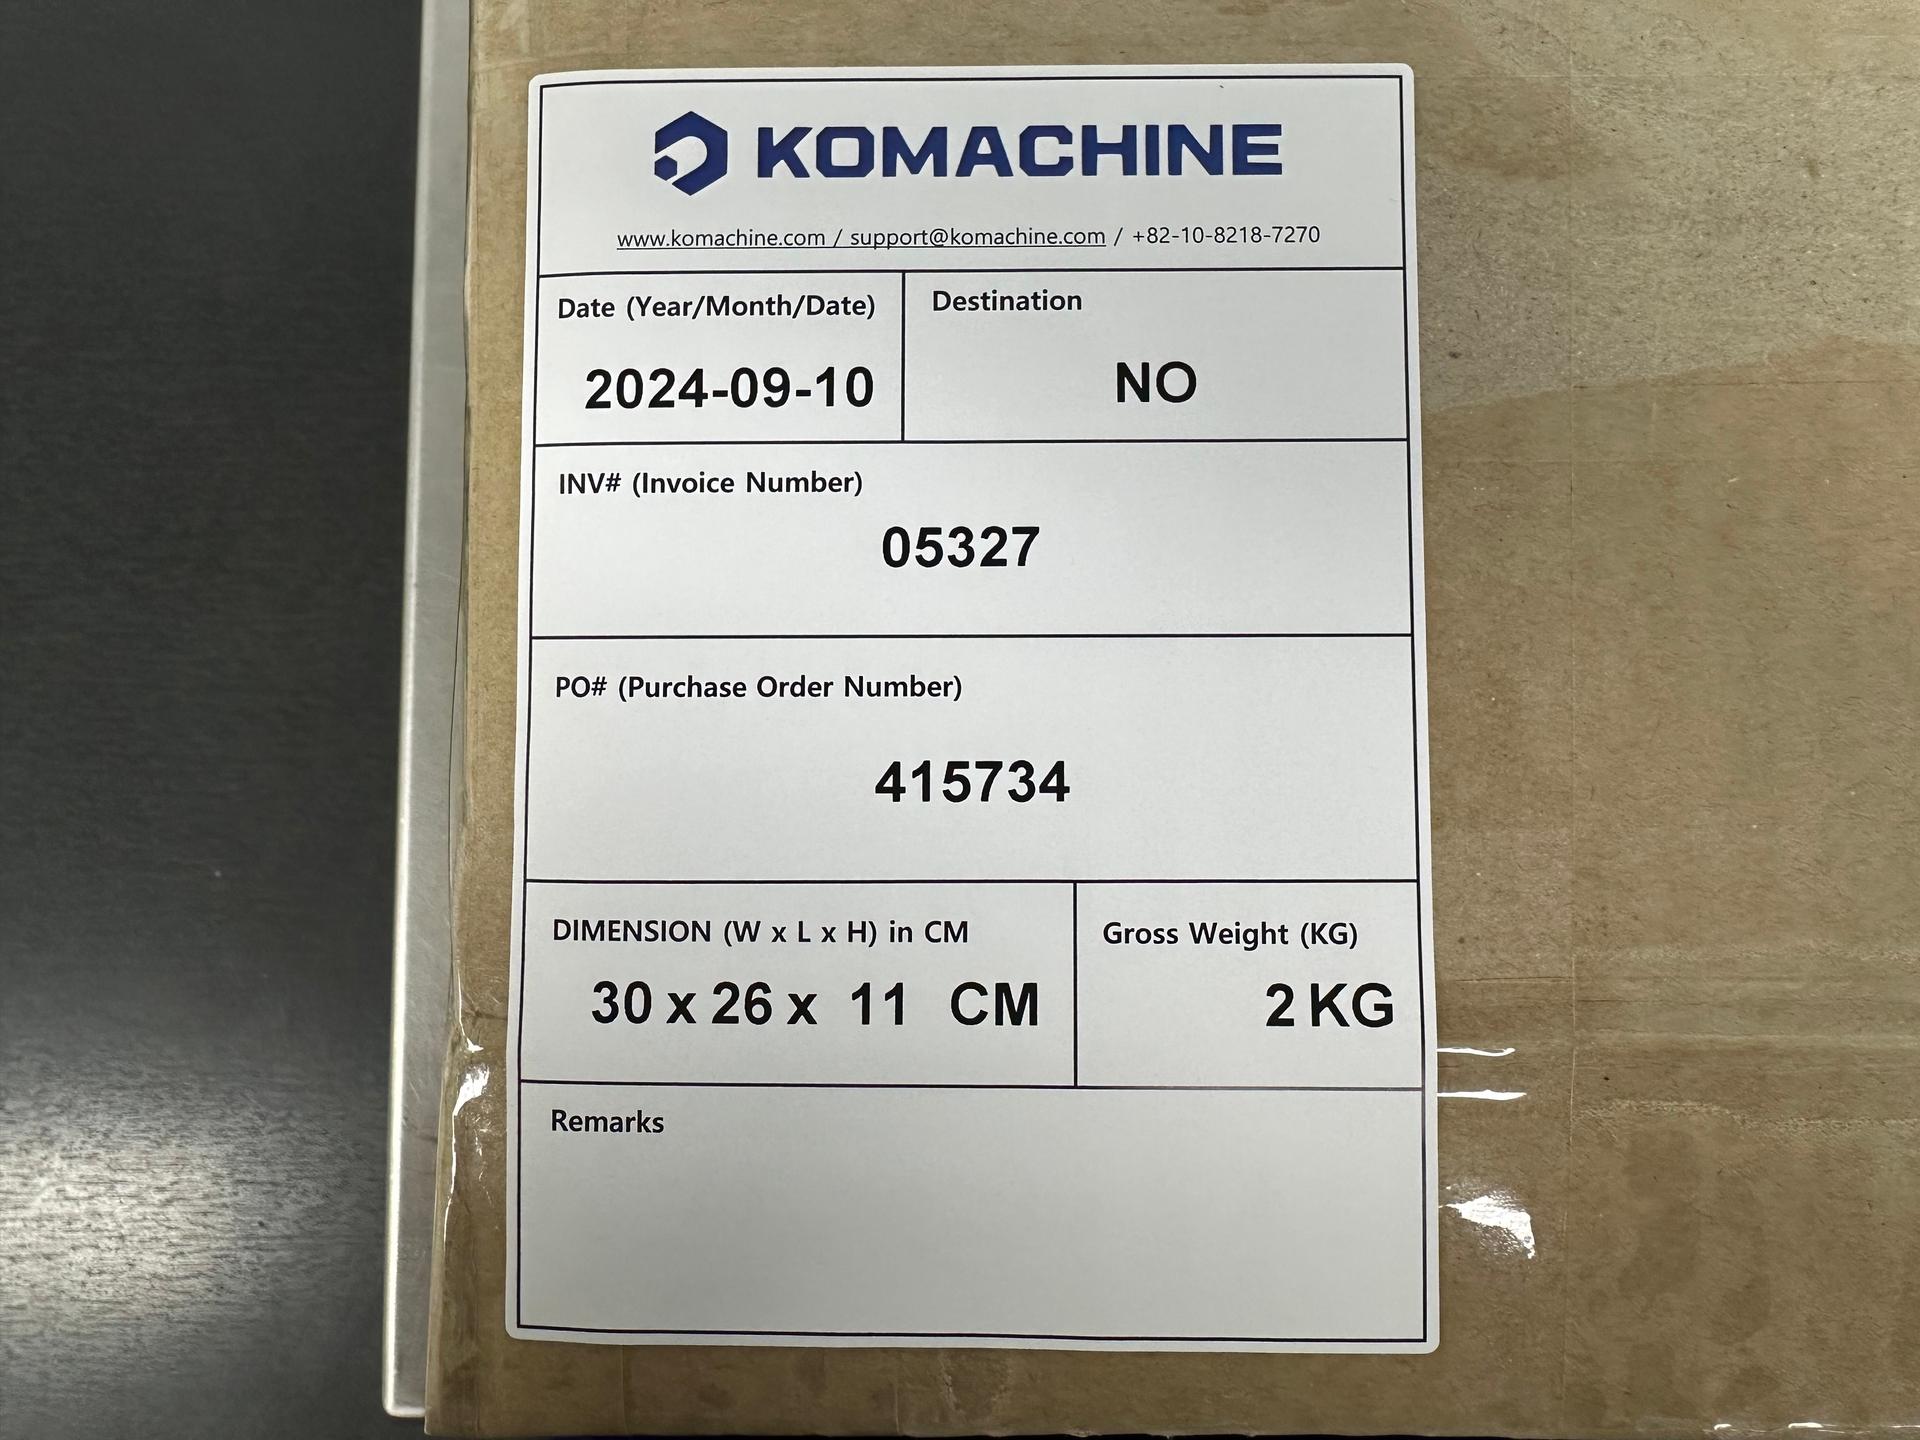 KOMACHINE
www.komachine.com / support@komachine.com / +82-10-8218-7270
Date (Year/Month/Date)
2024-09-10
Destination
NO
INV# (Invoice Number)
05327
PO# (Purchase Order Number)
415734
DIMENSION (W x L x H) in CM
30 x 26 x 11 CM
Gross Weight (KG)
2 KG
Remarks